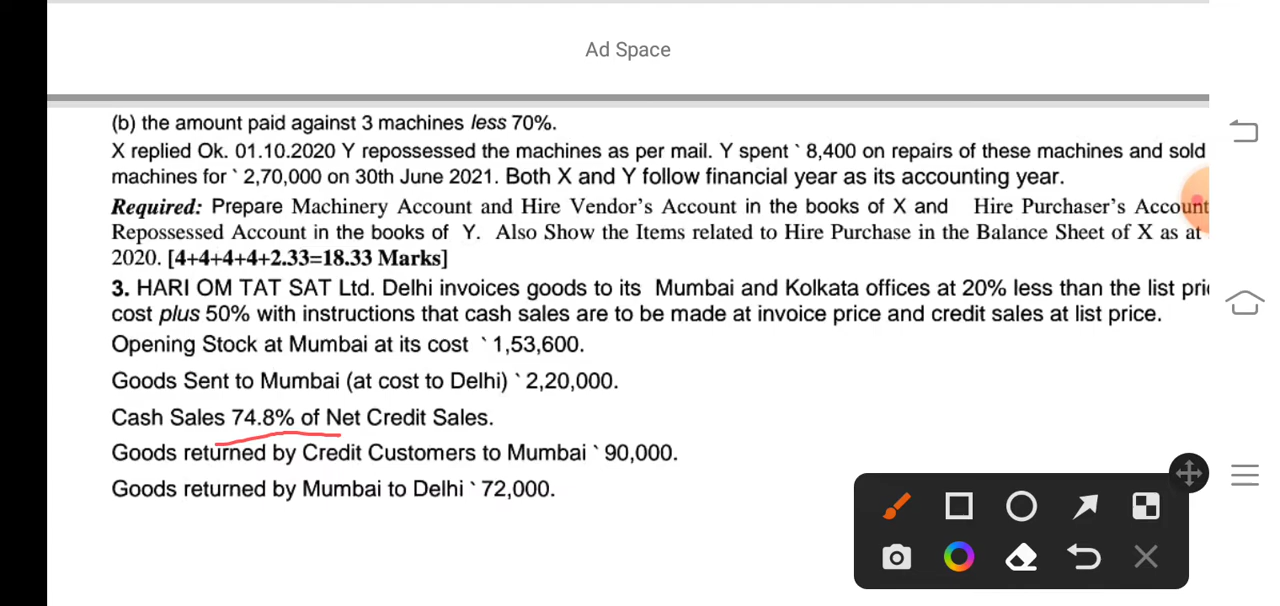 Ad Space
(b) the amount paid against 3 machines less 70%.
X replied Ok. 01.10.2020 Y repossessed the machines as per mail. Y spent ` 8,400 on repairs of these machines and sold
machines for ` 2,70,000 on 30th June 2021. Both X and Y follow financial year as its accounting year.
Required: Prepare Machinery Account and Hire Vendor's Account in the books of X and Hire Purchaser's Account
Repossessed Account in the books of Y. Also Show the Items related to Hire Purchase in the Balance Sheet of X as at
2020. [4+4+4+4+2.33=18.33 Marks]
3. HARI OM TAT SAT Ltd. Delhi invoices goods to its Mumbai and Kolkata offices at 20% less than the list
cost plus 50% with instructions that cash sales are to be made at invoice price and credit sales at list price.
Opening Stock at Mumbai at its cost ` 1,53,600.
Goods Sent to Mumbai (at cost to Delhi) ` 2,20,000.
Cash Sales 74.8% of Net Credit Sales.
Goods returned by Credit Customers to Mumbai ` 90,000.
Goods returned by Mumbai to Delhi ` 72,000.